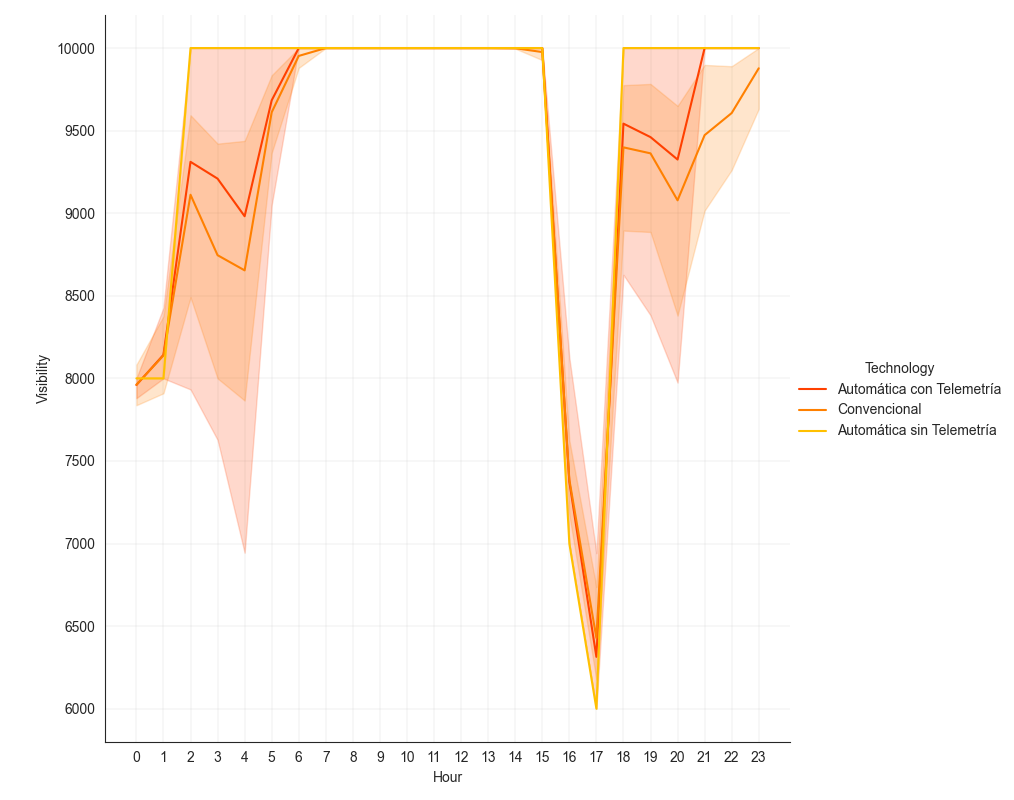 10000
9500
9000
8500
8000
7500
7000
6500
6000
Visibility
0 1 2 3 4 5 6 7 8 9 10 11 12 13 14 15 16 17 18 19 20 21 22 23
Hour
Technology
Automática con Telemetría
Convencional
Automática sin Telemetría